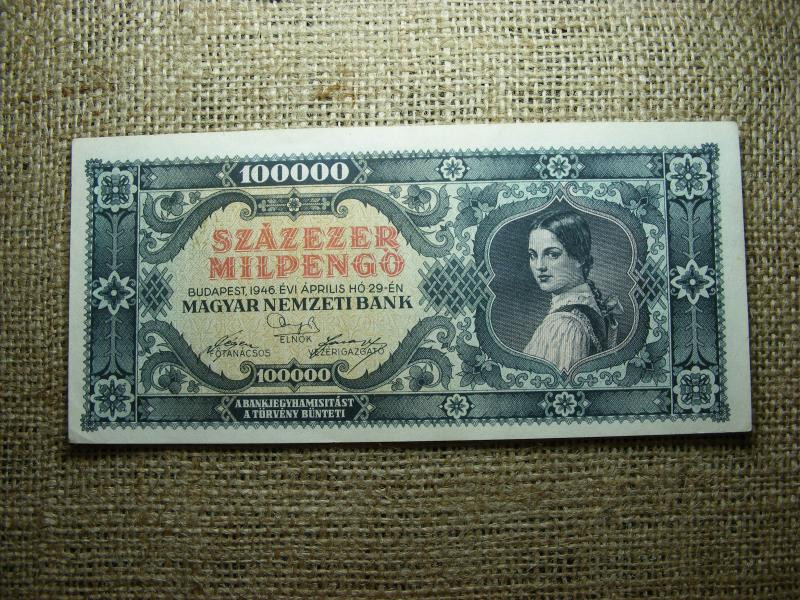 100000
SZÁZEZER
MILPENGŐ
BUDAPEST, 1946. ÉVI ÁPRILIS HÓ 29-ÉN
MAGYAR NEMZETI BANK
ELNÖK
FŐTANÁCSOS
VEZÉRIGAZGATÓ
100000
A BANKJEGYHAMISITÁST
A TÖRVÉNY BÜNTETI